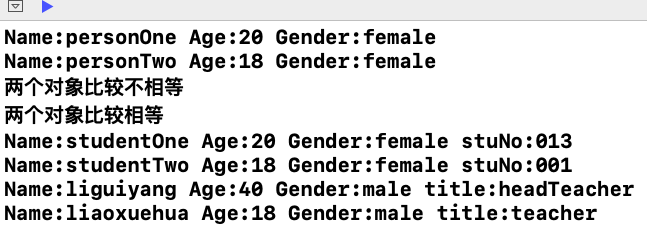 Name:personOne Age:20 Gender:female
Name:personTwo Age:18 Gender:female
两个对象比较不相等
两个对象比较相等
Name:studentOne Age:20 Gender:female stuNo:013
Name:studentTwo Age:18 Gender:female stuNo:001
Name:liguiyang Age:40 Gender:male title:headTeacher
Name:liaoxuehua Age:18 Gender:male title:teacher